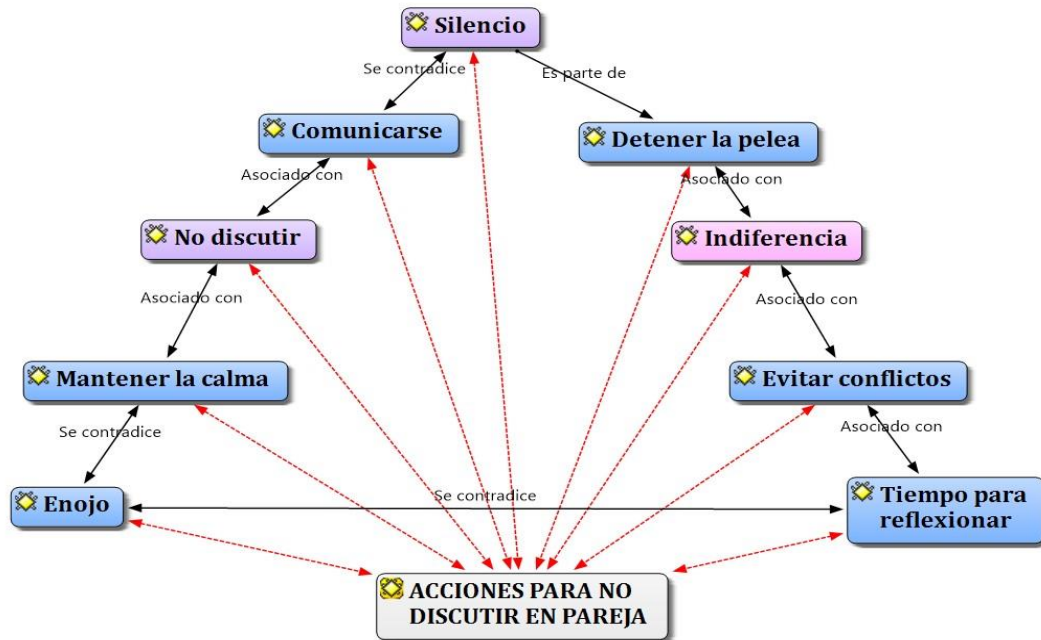 Silencio
Se contradice
Es parte de
Comunicarse
Detener la pelea
Asociado con
Asociado con
No discutir
Indiferencia
Asociado con
Asociado con
Mantener la calma
Evitar conflictos
Se contradice
Asociado con
Enojo
Se contradice
Tiempo para
reflexionar
ACCIONES PARA NO
DISCUTIR EN PAREJA